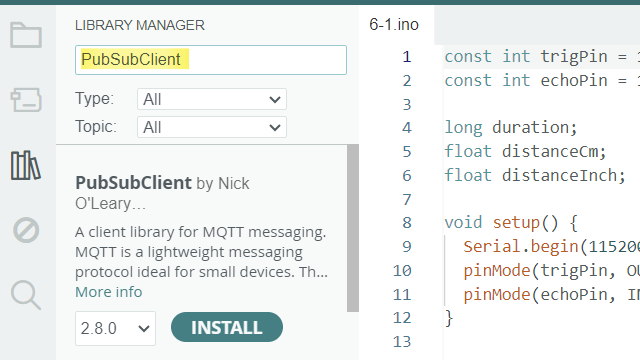 LIBRARY MANAGER
PubSubClient
Type: All
Topic: All
PubSubClient by Nick
O'Leary…
A client library for MQTT messaging.
MQTT is a lightweight messaging
protocol ideal for small devices. Th...
More info
2.8.0 INSTALL
6-1.ino
1 const int trigPin =
2 const int echoPin =
3
4 long duration;
5 float distanceCm;
6 float distanceInch;
7
8 void setup() {
9 Serial.begin(11520
10 pinMode(trigPin, OU
11 pinMode(echoPin, IN
12 }
13